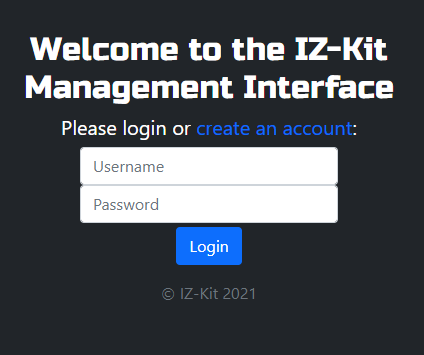 Welcome to the IZ-Kit
Management Interface
Please login or create an account:
Username
Password
Login
© IZ-Kit 2021